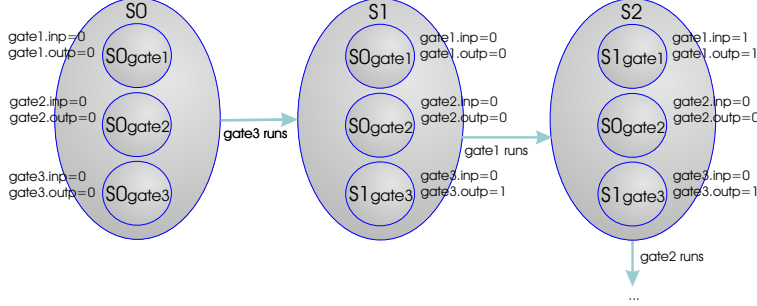 S0
gate1.inp=0
gate1.outp=0
S0gate1
gate2.inp=0
gate2.outp=0
S0gate2
gate3.inp=0
gate3.outp=0
S0gate3
gate3 runs
S1
gate1.inp=0
gate1.outp=0
S0gate1
gate2.inp=0
gate2.outp=0
S0gate2
gate3.inp=0
gate3.outp=1
S1gate3
gate1 runs
S2
gate1.inp=1
gate1.outp=1
S1gate1
gate2.inp=0
gate2.outp=0
S0gate2
gate3.inp=0
gate3.outp=1
S1gate3
gate2 runs
...